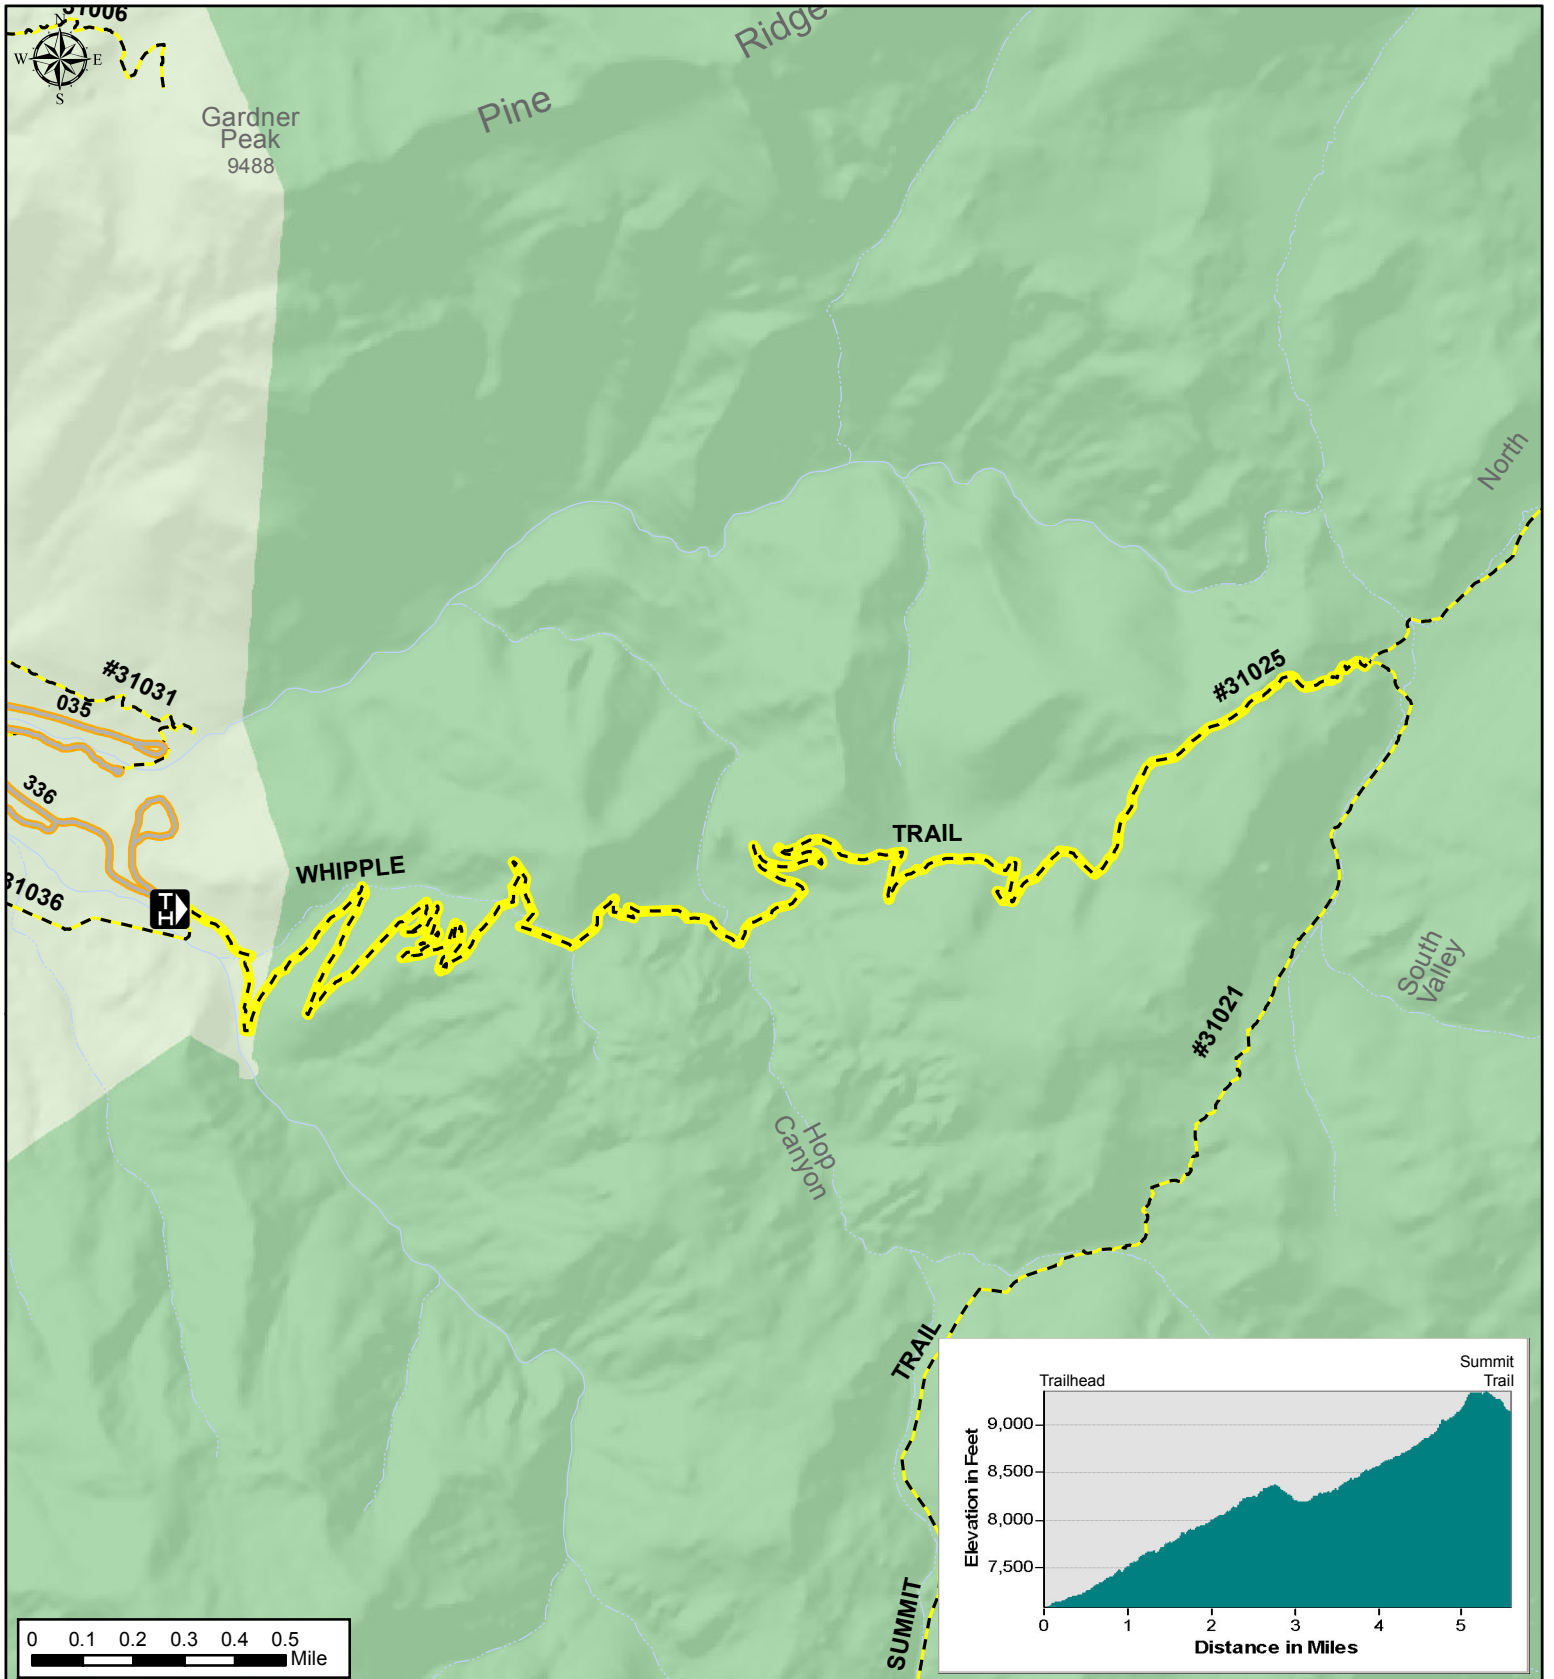 31006
N
W E
S
Ridge
Pine
Gardner
Peak
9488
North
#31031
035
#31025
336
TRAIL
WHIPPLE
31036
TH
South
Valley
#31021
Hop
Canyon
TRAIL
SUMMIT
Summit
Trailhead Trail
9,000
8,500
8,000
7,500
Elevation in Feet
0 1 2 3 4 5
Distance in Miles
0 0.1 0.2 0.3 0.4 0.5
Mile